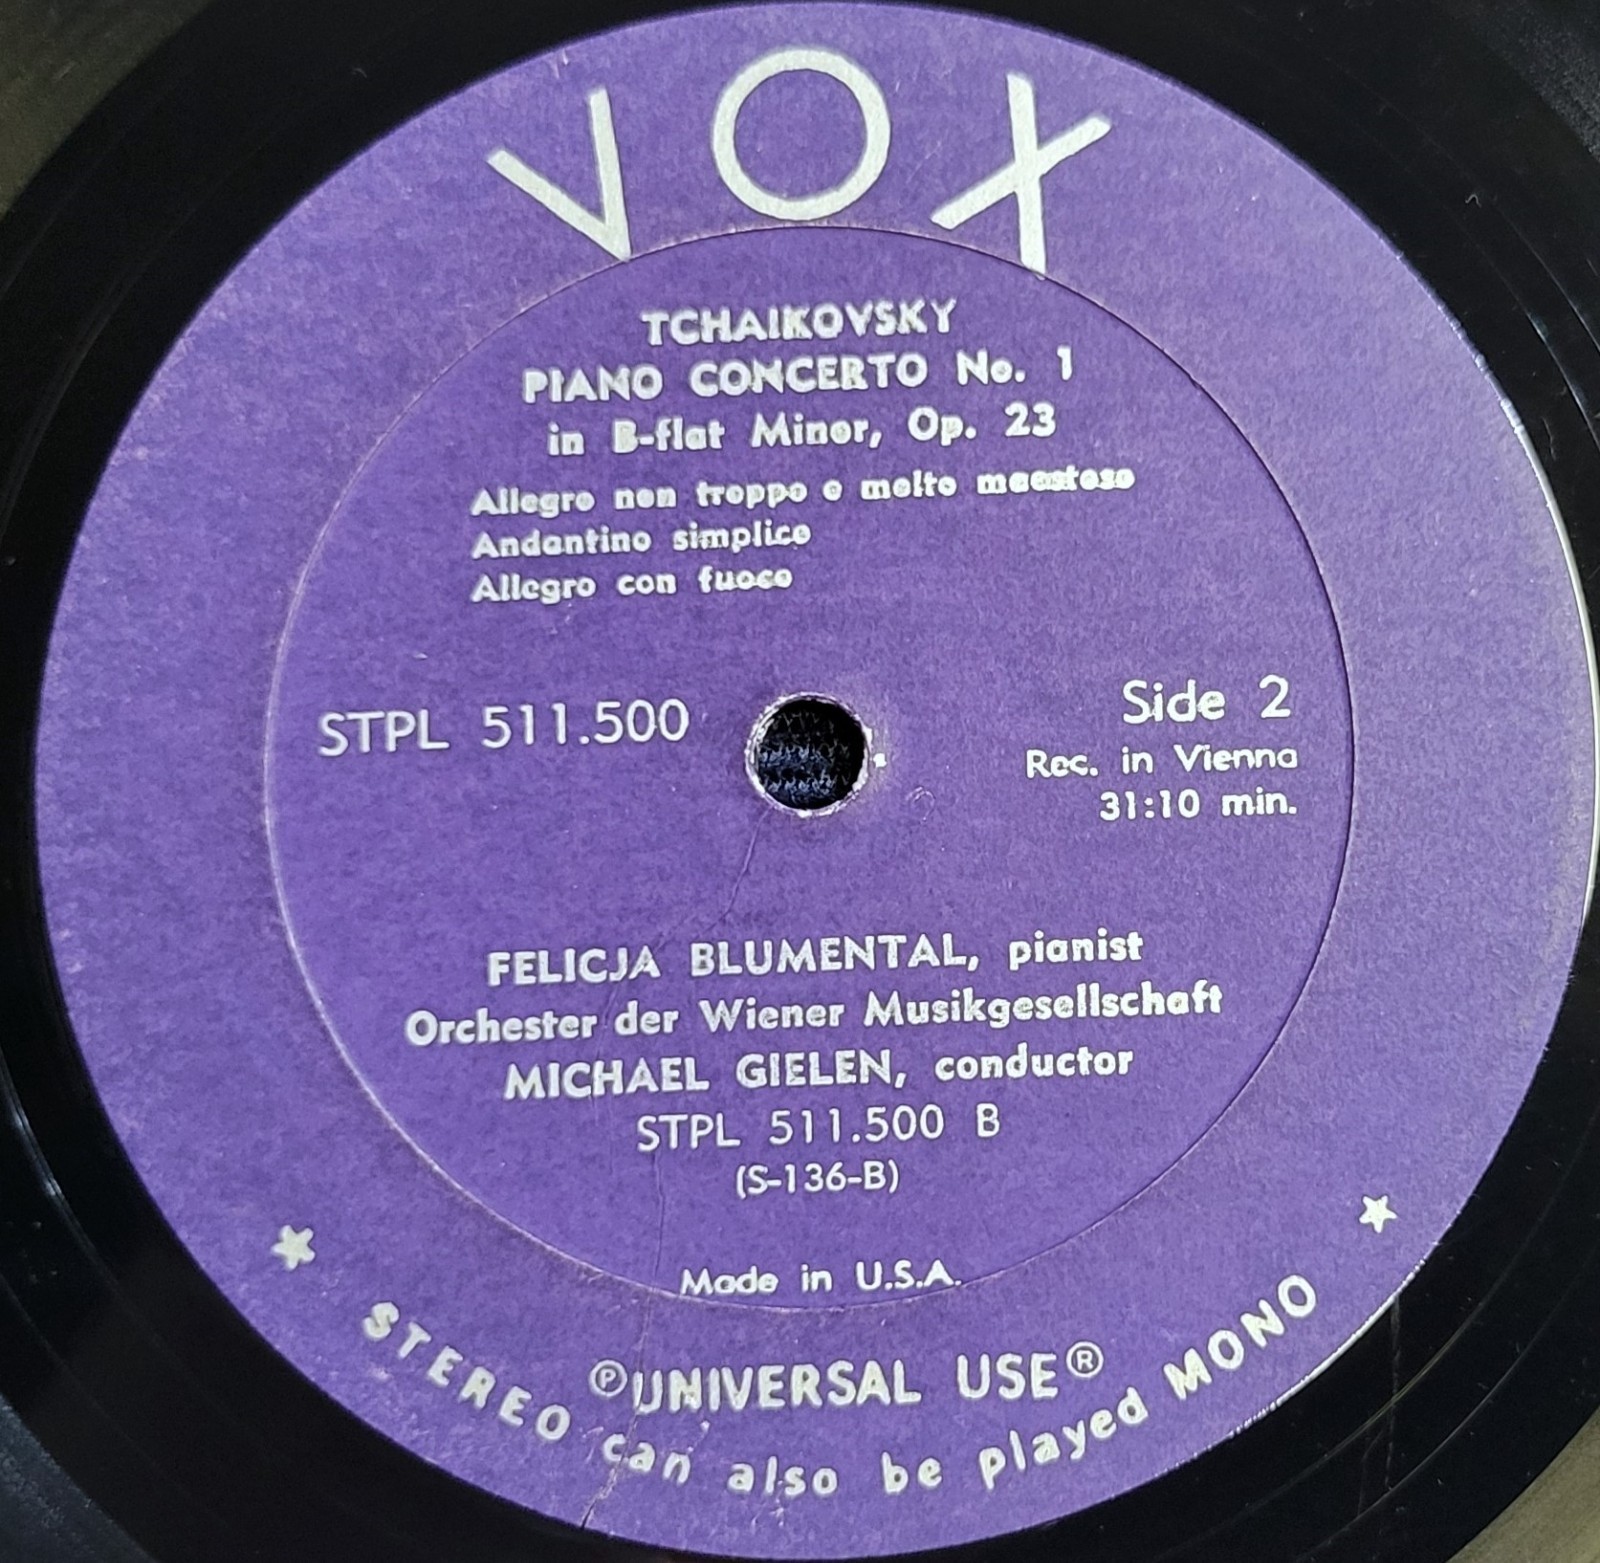 VOX
TCHAIKOVSKY
PIANO CONCERTO No. 1
in B-flat Minor, Op. 23
Allegro non troppo e molto maestoso
Andantino simplice
Allegro con fuoco
STPL 511.500
Side 2
Rec. in Vienna
31:10 min.
FELICJA BLUMENTAL, pianist
Orchester der Wiener Musikgesellschaft
MICHAEL GIELEN, conductor
STPL 511.500 B
(S-136-B)
Made in U.S.A.
℗UNIVERSAL USE®
★ STEREO can also be played MONO ★